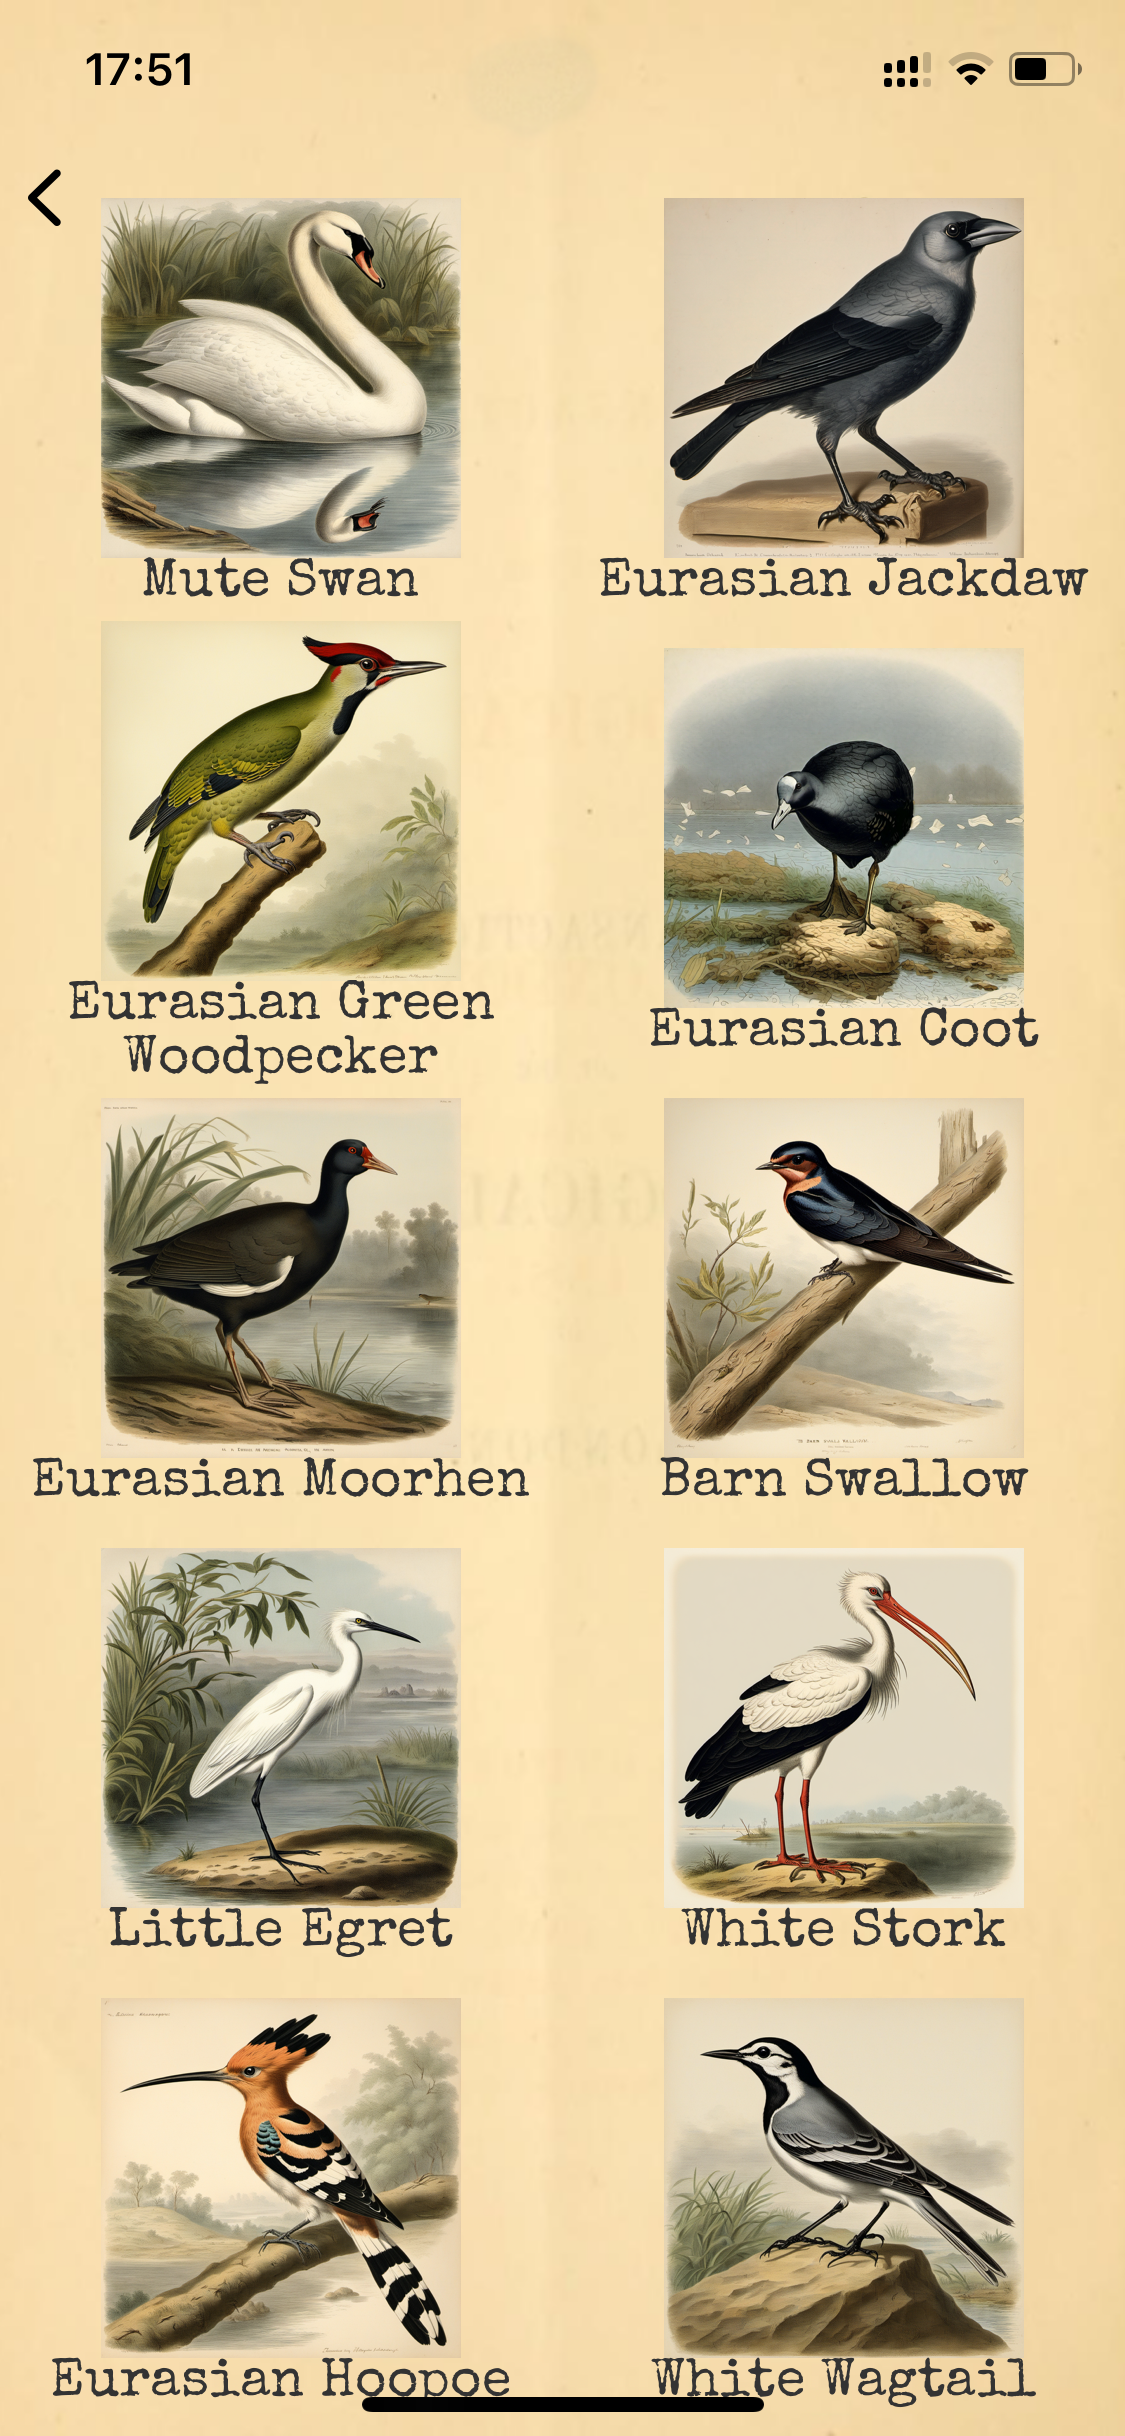 17:51
Mute Swan
Eurasian Jackdaw
Eurasian Green
Woodpecker
Eurasian Coot
Eurasian Moorhen
Barn Swallow
Little Egret
White Stork
Eurasian Hoopoe
White Wagtail